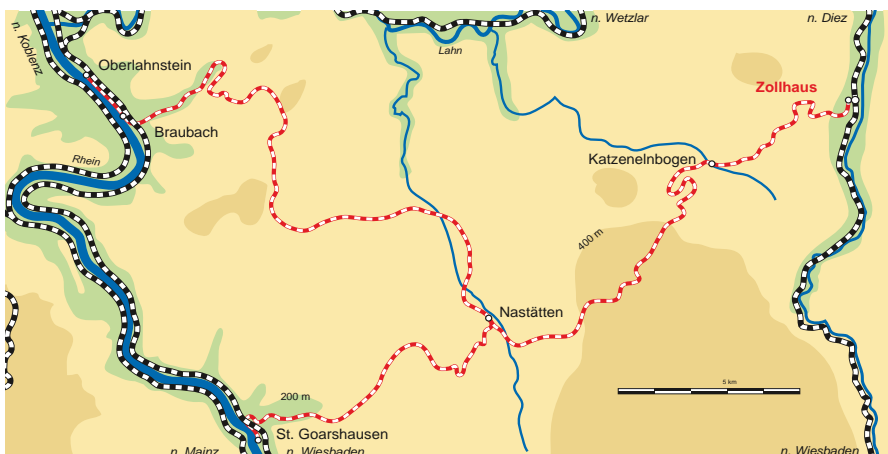 n. Wetzlar
n. Diez
n. Koblenz
Lahn
Oberlahnstein
Zollhaus
Braubach
Rhein
Katzenelnbogen
400 m
Nastätten
5 km
200 m
St. Goarshausen
n. Mainz
n. Wiesbaden
n. Wiesbaden